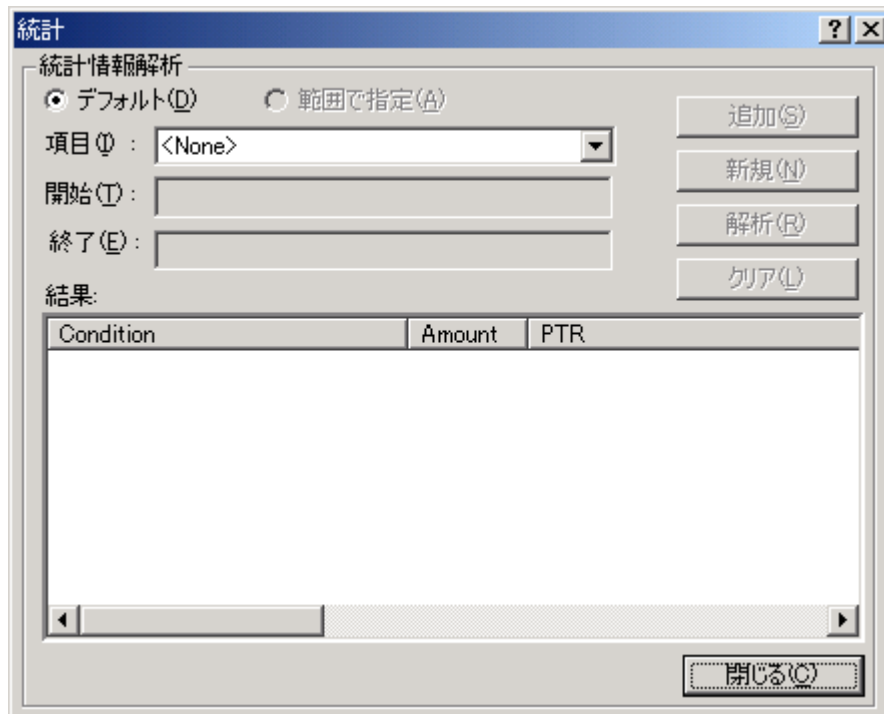 統計
統計情報解析
デフォルト(D) 範囲で指定(A)
追加(S)
項目(I) : <None>
新規(N)
開始(T) :
解析(R)
終了(E) :
クリア(L)
結果:
Condition Amount PTR
閉じる(C)